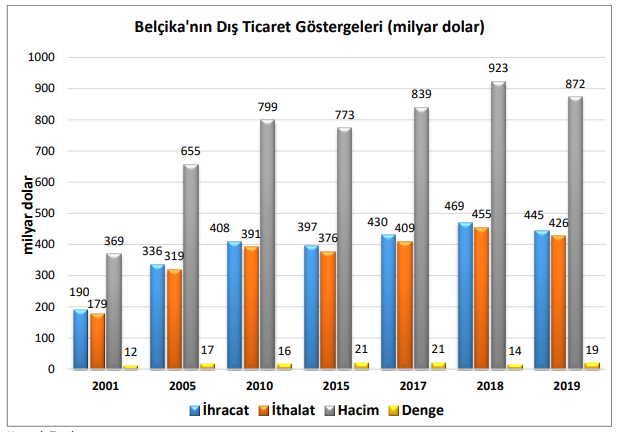 Belçika'nın Dış Ticaret Göstergeleri (milyar dolar)
milyar dolar
1000
900
800
700
600
500
400
300
200
100
0
190 179 369 12
336 319 655 17
408 391 799 16
397 376 773 21
430 409 839 21
469 455 923 14
445 426 872 19
2001 2005 2010 2015 2017 2018 2019
İhracat İthalat Hacim Denge